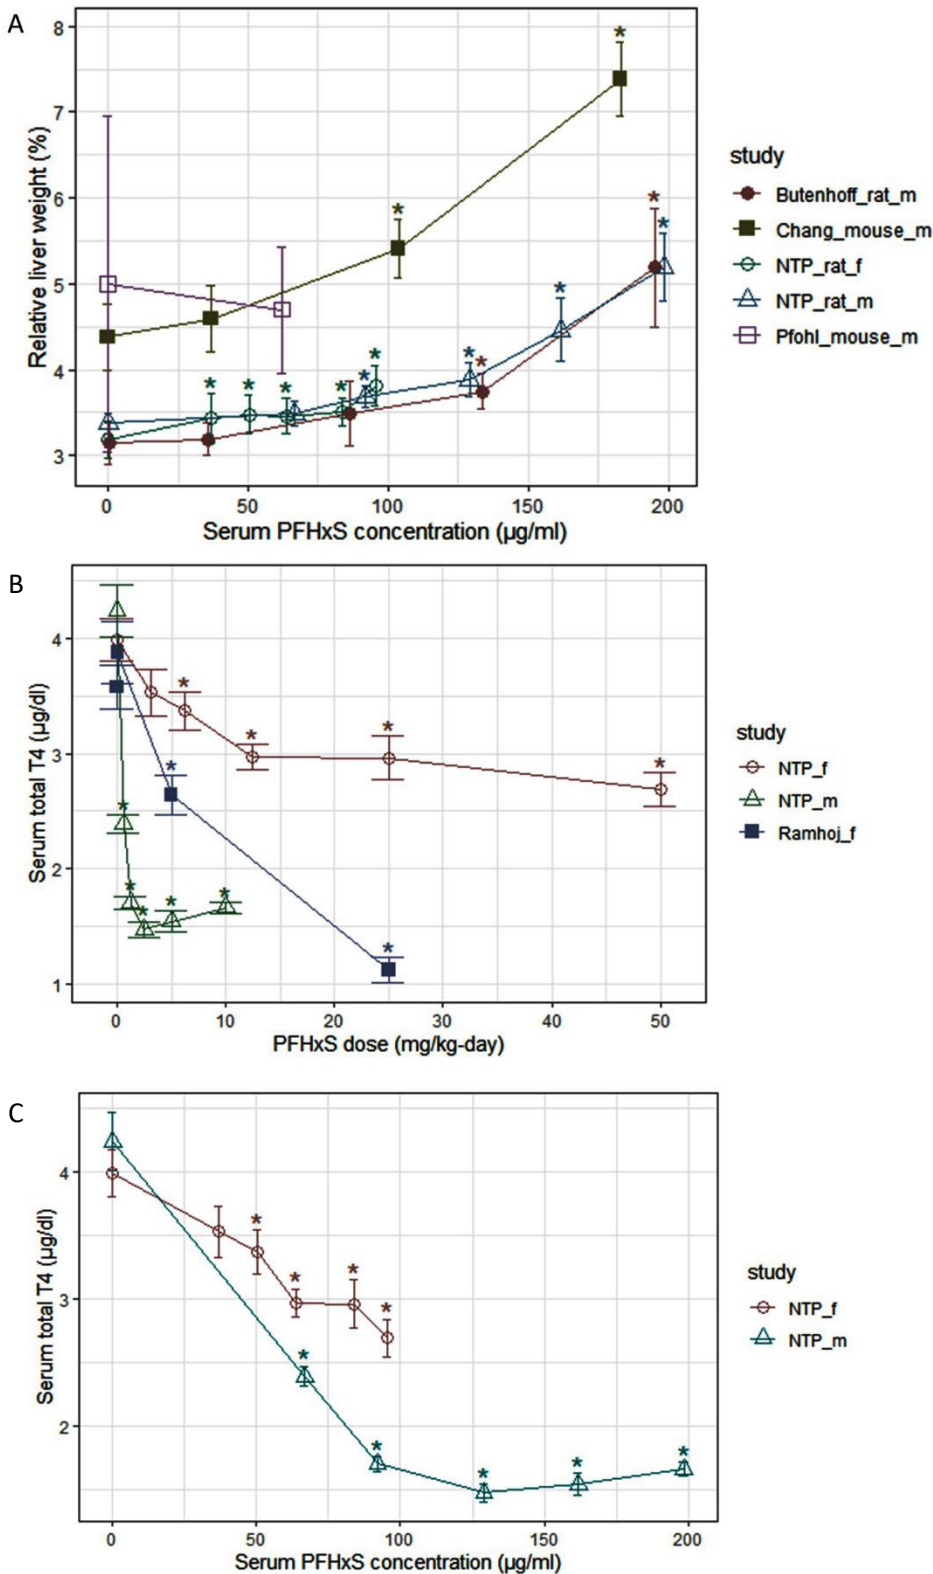 A
Relative liver weight (%)
8
7
6
5
4
3
* * * * * * * * * * * *
0 50 100 150 200
Serum PFHxS concentration (µg/ml)
study
Butenhoff_rat_m
Chang_mouse_m
NTP_rat_f
NTP_rat_m
Pfohl_mouse_m
B
Serum total T4 (µg/dl)
4
3
2
1
* * * * * * * * * * *
0 10 20 30 40 50
PFHxS dose (mg/kg-day)
study
NTP_f
NTP_m
Ramhoj_f
C
Serum total T4 (µg/dl)
4
3
2
* * * * * * * * *
0 50 100 150 200
Serum PFHxS concentration (µg/ml)
study
NTP_f
NTP_m